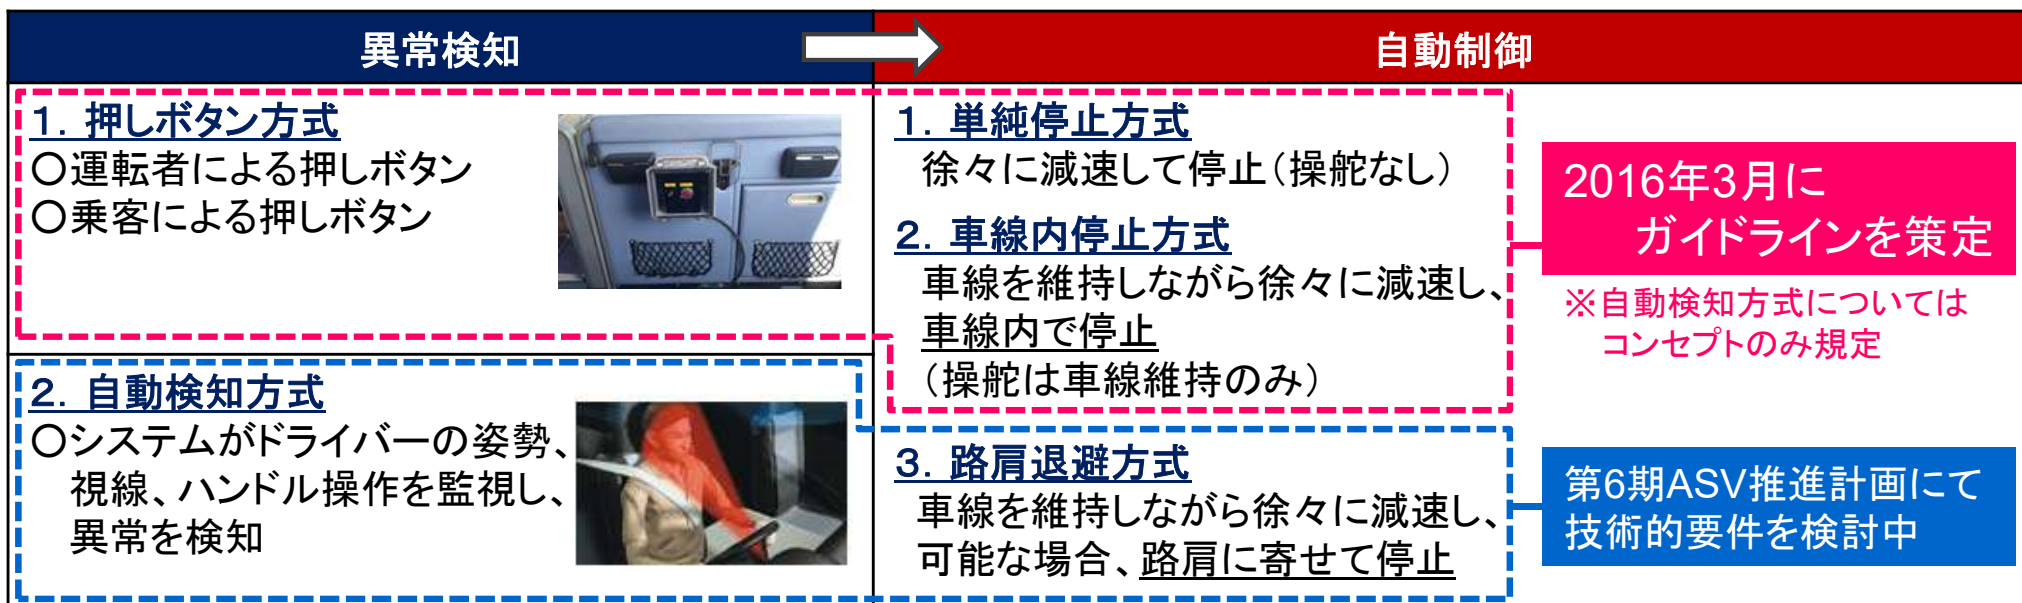 異常検知
自動制御
1. 押しボタン方式
○運転者による押しボタン
○乗客による押しボタン
2. 自動検知方式
○システムがドライバーの姿勢、
視線、ハンドル操作を監視し、
異常を検知
1. 単純停止方式
徐々に減速して停止(操舵なし)
2. 車線内停止方式
車線を維持しながら徐々に減速し、
車線内で停止
(操舵は車線維持のみ)
3. 路肩退避方式
車線を維持しながら徐々に減速し、
可能な場合、路肩に寄せて停止
2016年3月に
ガイドラインを策定
※自動検知方式については
コンセプトのみ規定
第6期ASV推進計画にて
技術的要件を検討中